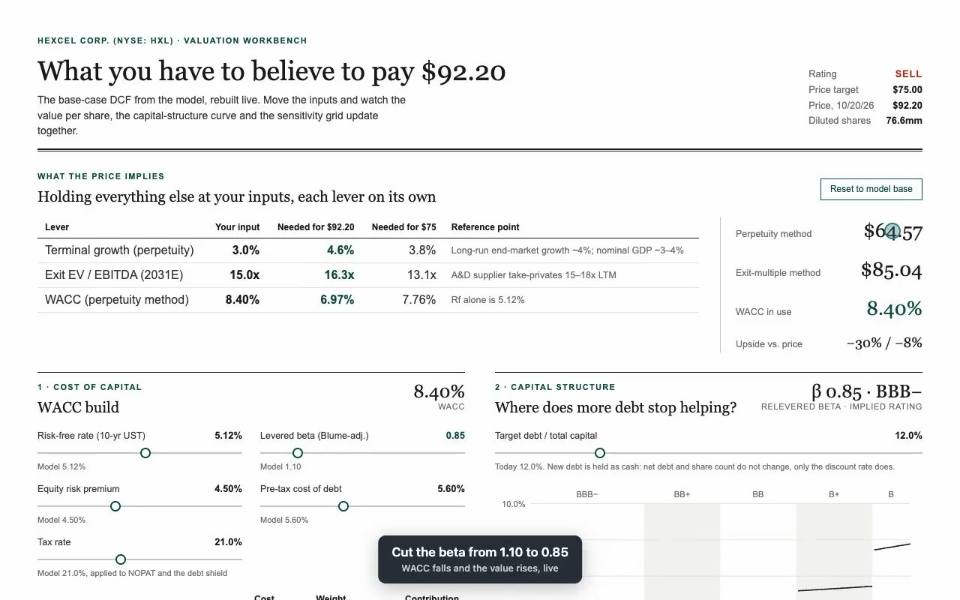 HEXCEL CORP. (NYSE: HXL) · VALUATION WORKBENCH
What you have to believe to pay $92.20
The base-case DCF from the model, rebuilt live. Move the inputs and watch the
value per share, the capital-structure curve and the sensitivity grid update
together.
Rating SELL
Price target $75.00
Price, 10/20/26 $92.20
Diluted shares 76.6mm
WHAT THE PRICE IMPLIES
Holding everything else at your inputs, each lever on its own
Reset to model base
Lever Your input Needed for $92.20 Needed for $75 Reference point
Terminal growth (perpetuity) 3.0% 4.6% 3.8% Long-run end-market growth ~4%; nominal GDP ~3–4%
Exit EV / EBITDA (2031E) 15.0x 16.3x 13.1x A&D supplier take-privates 15–18x LTM
WACC (perpetuity method) 8.40% 6.97% 7.76% Rf alone is 5.12%
Perpetuity method $64.57
Exit-multiple method $85.04
WACC in use 8.40%
Upside vs. price −30% / −8%
1 · COST OF CAPITAL
WACC build
8.40%
WACC
Risk-free rate (10-yr UST) 5.12%
Model 5.12%
Levered beta (Blume-adj.) 0.85
Model 1.10
Equity risk premium 4.50%
Model 4.50%
Pre-tax cost of debt 5.60%
Model 5.60%
Tax rate 21.0%
Model 21.0%, applied to NOPAT and the debt shield
Cost Weight Contribution
2 · CAPITAL STRUCTURE
Where does more debt stop helping?
β 0.85 · BBB−
RELEVERED BETA · IMPLIED RATING
Target debt / total capital 12.0%
Today 12.0%. New debt is held as cash: net debt and share count do not change, only the discount rate does.
BBB− BB+ BB B+ B
10.0%
Cut the beta from 1.10 to 0.85
WACC falls and the value rises, live